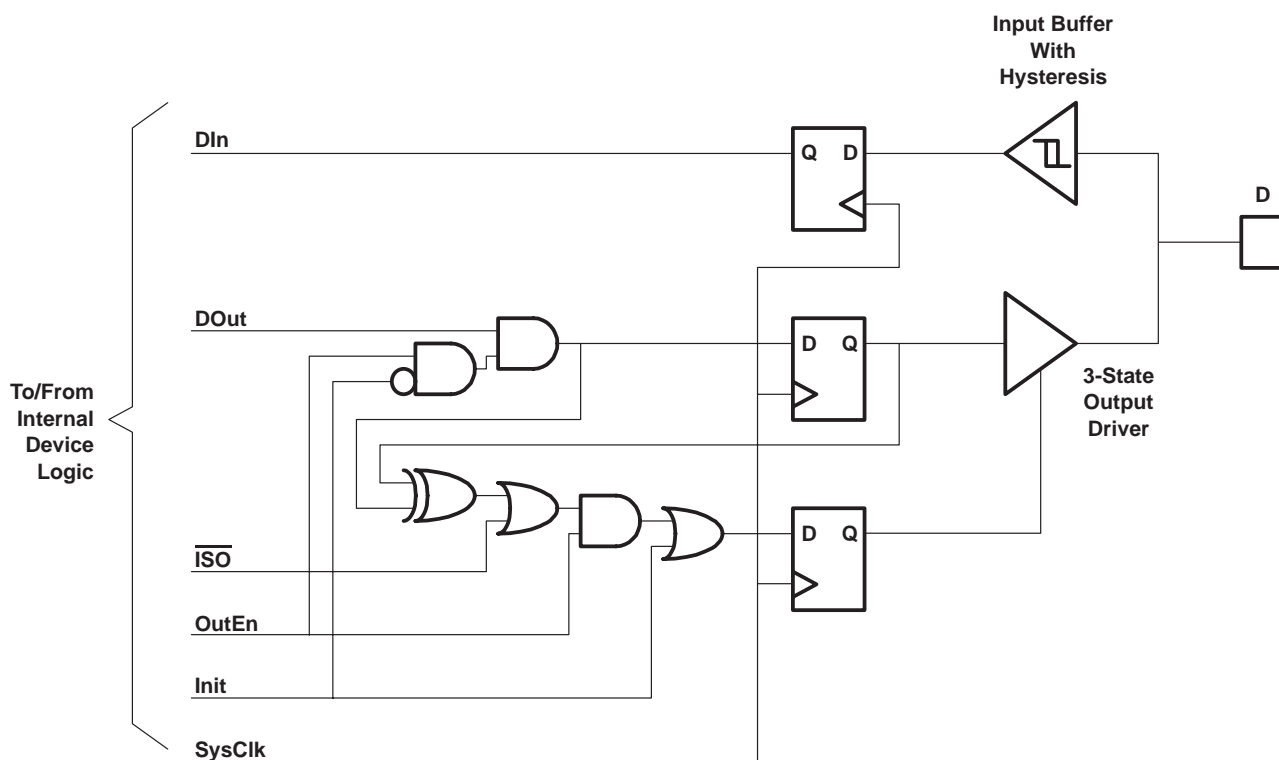 Input Buffer
With
Hysteresis
DIn
Q D
D
DOut
D Q
3-State
Output
Driver
To/From
Internal
Device
Logic
D Q
ISO
OutEn
Init
SysClk